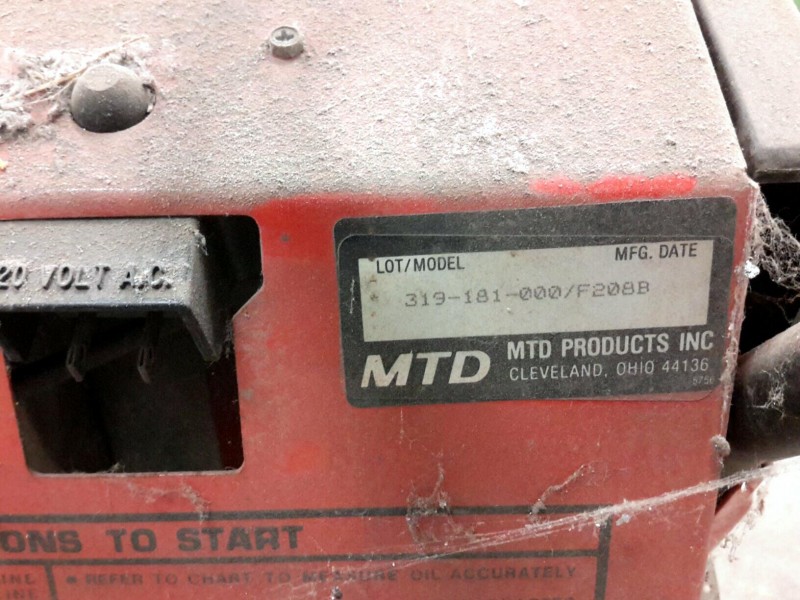 20 VOLT A.C.
LOT/MODEL MFG. DATE
319-181-000/F208B
MTD MTD PRODUCTS INC
CLEVELAND, OHIO 44136
ONS TO START
• REFER TO CHART TO MEASURE OIL ACCURATELY